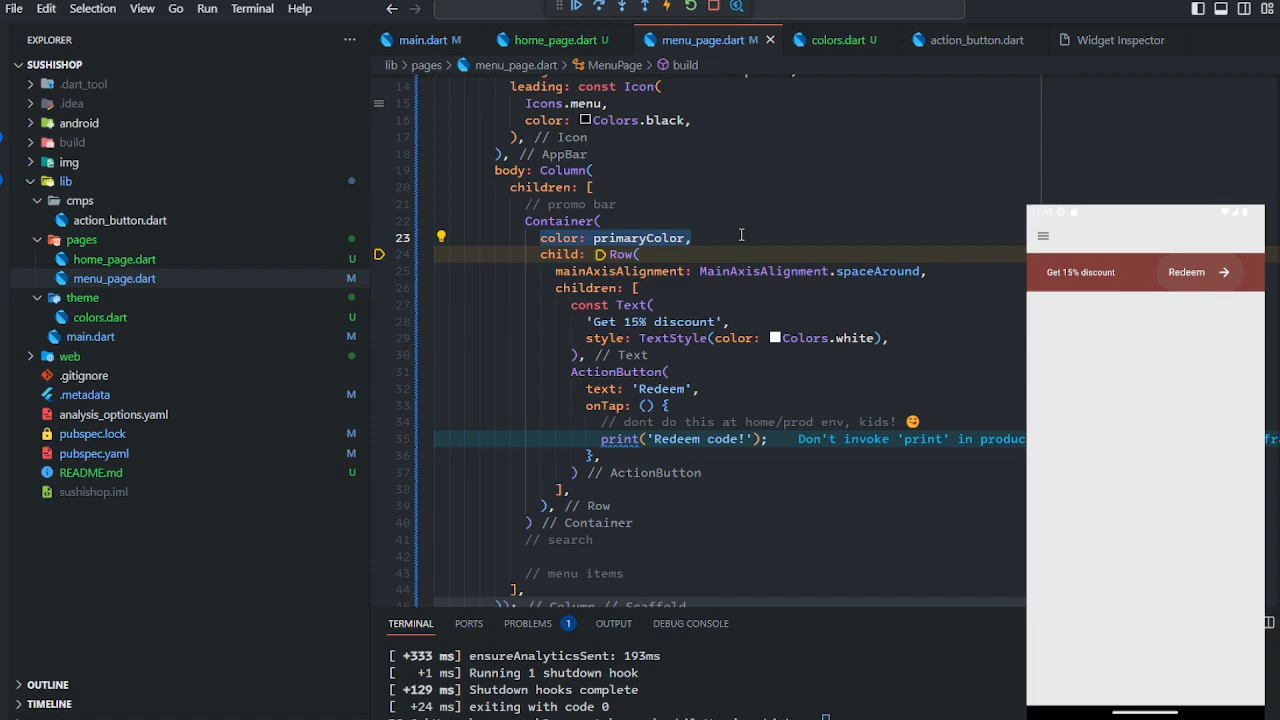 File Edit Selection View Go Run Terminal Help
EXPLORER
SUSHISHOP
.dart_tool
.idea
android
build
img
lib
cmps
action_button.dart
pages
home_page.dart U
menu_page.dart M
theme
colors.dart U
main.dart M
web
.gitignore
.metadata M
analysis_options.yaml
pubspec.lock M
pubspec.yaml M
README.md U
sushishop.iml
OUTLINE
TIMELINE
main.dart M home_page.dart U menu_page.dart M colors.dart U action_button.dart Widget Inspector
lib > pages > menu_page.dart > MenuPage > build
14 leading: const Icon(
15 Icons.menu,
16 color: Colors.black,
17 ), // Icon
18 ), // AppBar
19 body: Column(
20 children: [
21 // promo bar
22 Container(
23 color: primaryColor,
24 child: Row(
25 mainAxisAlignment: MainAxisAlignment.spaceAround,
26 children: [
27 const Text(
28 'Get 15% discount',
29 style: TextStyle(color: Colors.white),
30 ), // Text
31 ActionButton(
32 text: 'Redeem',
33 onTap: () {
34 // dont do this at home/prod env, kids! 😋
35 print('Redeem code!'); Don't invoke 'print' in produc
36 },
37 ) // ActionButton
38 ],
39 ), // Row
40 ) // Container
41 // search
42
43 // menu items
44 ],
45 )); // Column // Scaffold
TERMINAL PORTS PROBLEMS 1 OUTPUT DEBUG CONSOLE
[ +333 ms] ensureAnalyticsSent: 193ms
[ +1 ms] Running 1 shutdown hook
[ +129 ms] Shutdown hooks complete
[ +24 ms] exiting with code 0
Get 15% discount Redeem